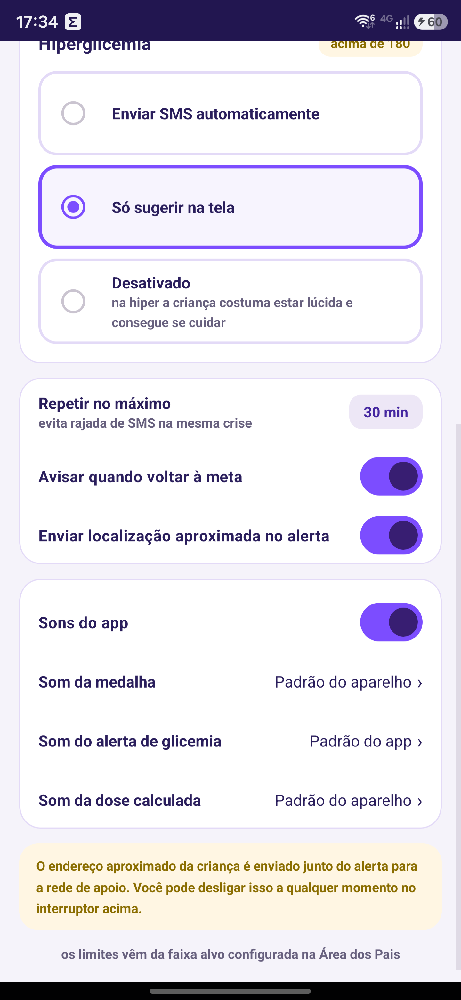 17:34
6 4G 60
Hiperglicemia
acima de 180
Enviar SMS automaticamente
Só sugerir na tela
Desativado
na hiper a criança costuma estar lúcida e
consegue se cuidar
Repetir no máximo
evita rajada de SMS na mesma crise
30 min
Avisar quando voltar à meta
Enviar localização aproximada no alerta
Sons do app
Som da medalha
Padrão do aparelho ›
Som do alerta de glicemia
Padrão do app ›
Som da dose calculada
Padrão do aparelho ›
O endereço aproximado da criança é enviado junto do alerta para
a rede de apoio. Você pode desligar isso a qualquer momento no
interruptor acima.
os limites vêm da faixa alvo configurada na Área dos Pais